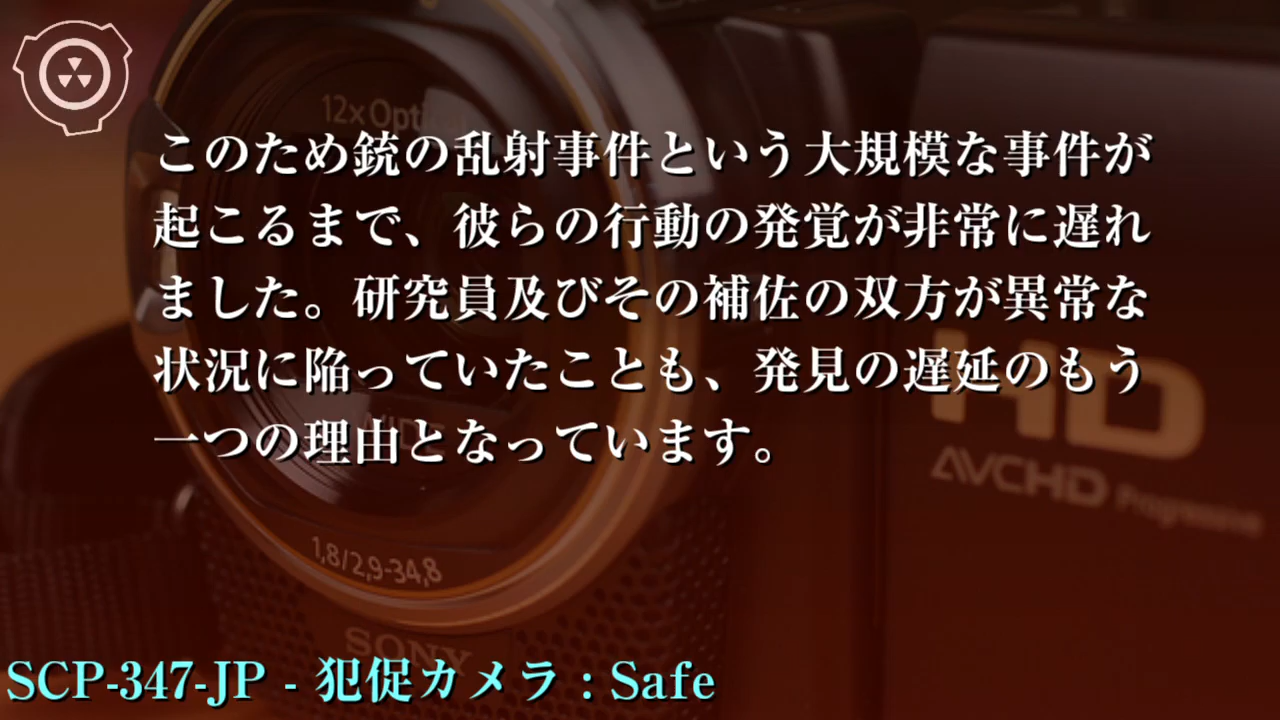 12x Opti
このため銃の乱射事件という大規模な事件が
起こるまで、彼らの行動の発覚が非常に遅れ
ました。研究員及びその補佐の双方が異常な
状況に陥っていたことも、発見の遅延のもう
一つの理由となっています。
HD
AVCHD Progressive
1,8/2,9-34,8
SONY
SCP-347-JP - 犯促カメラ : Safe